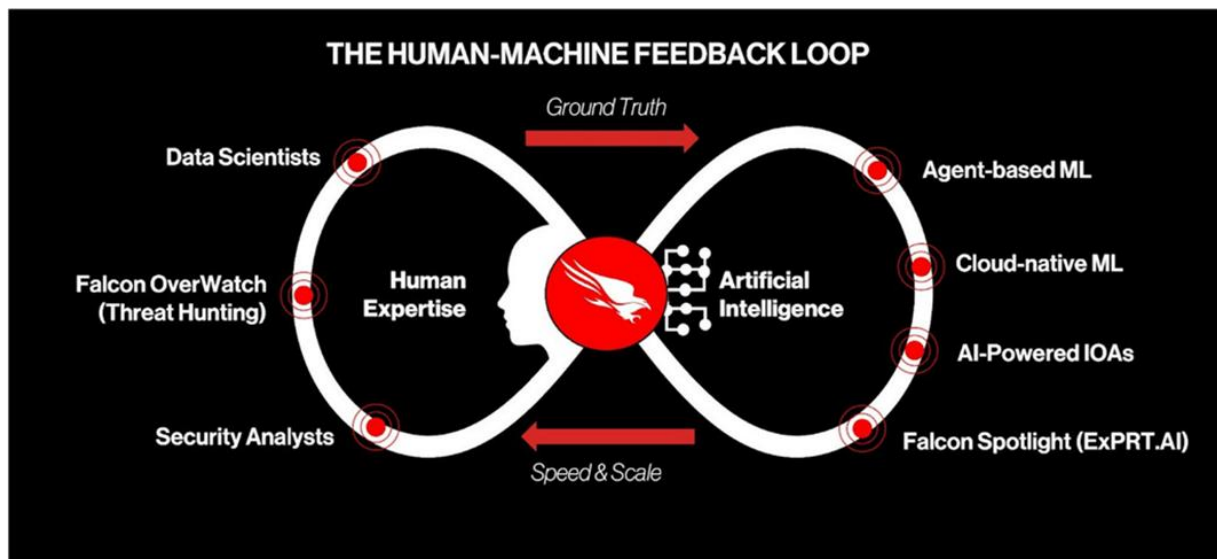 THE HUMAN-MACHINE FEEDBACK LOOP
Ground Truth
Data Scientists
Agent-based ML
Falcon OverWatch
(Threat Hunting)
Human
Expertise
Artificial
Intelligence
Cloud-native ML
AI-Powered IOAs
Security Analysts
Falcon Spotlight (ExPRT.AI)
Speed & Scale